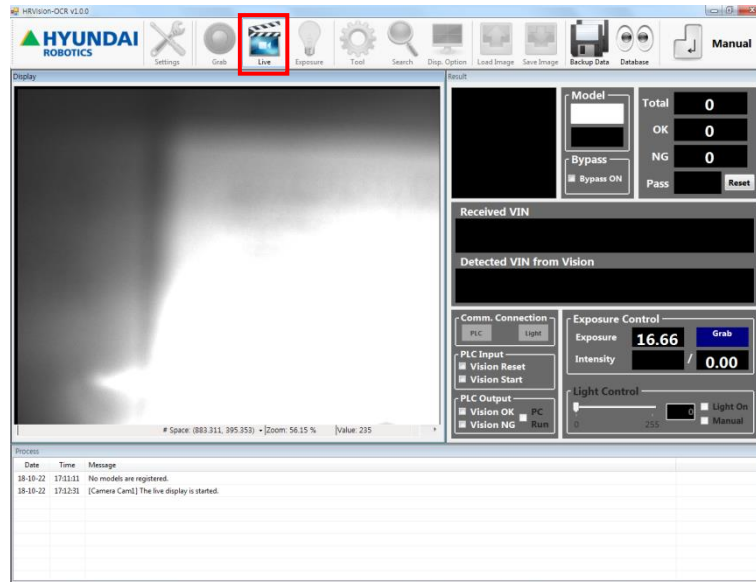 HRVision-OCR v1.0.0
HYUNDAI
ROBOTICS
Settings
Grab
Live
Exposure
Tool
Search
Disp. Option
Load Image
Save Image
Backup Data
Database
Manual
Display
# Space: (883.311, 395.353)
Zoom: 56.15 %
Value: 235
Result
Model
Bypass
Bypass ON
Total 0
OK 0
NG 0
Pass
Reset
Received VIN
Detected VIN from Vision
Comm. Connection
PLC
Light
PLC Input
Vision Reset
Vision Start
PLC Output
Vision OK
Vision NG
PC
Run
Exposure Control
Exposure 16.66
Grab
Intensity / 0.00
Light Control
0
255
0
Light On
Manual
Process
Date Time Message
18-10-22 17:11:11 No models are registered.
18-10-22 17:12:31 [Camera Cam1] The live display is started.